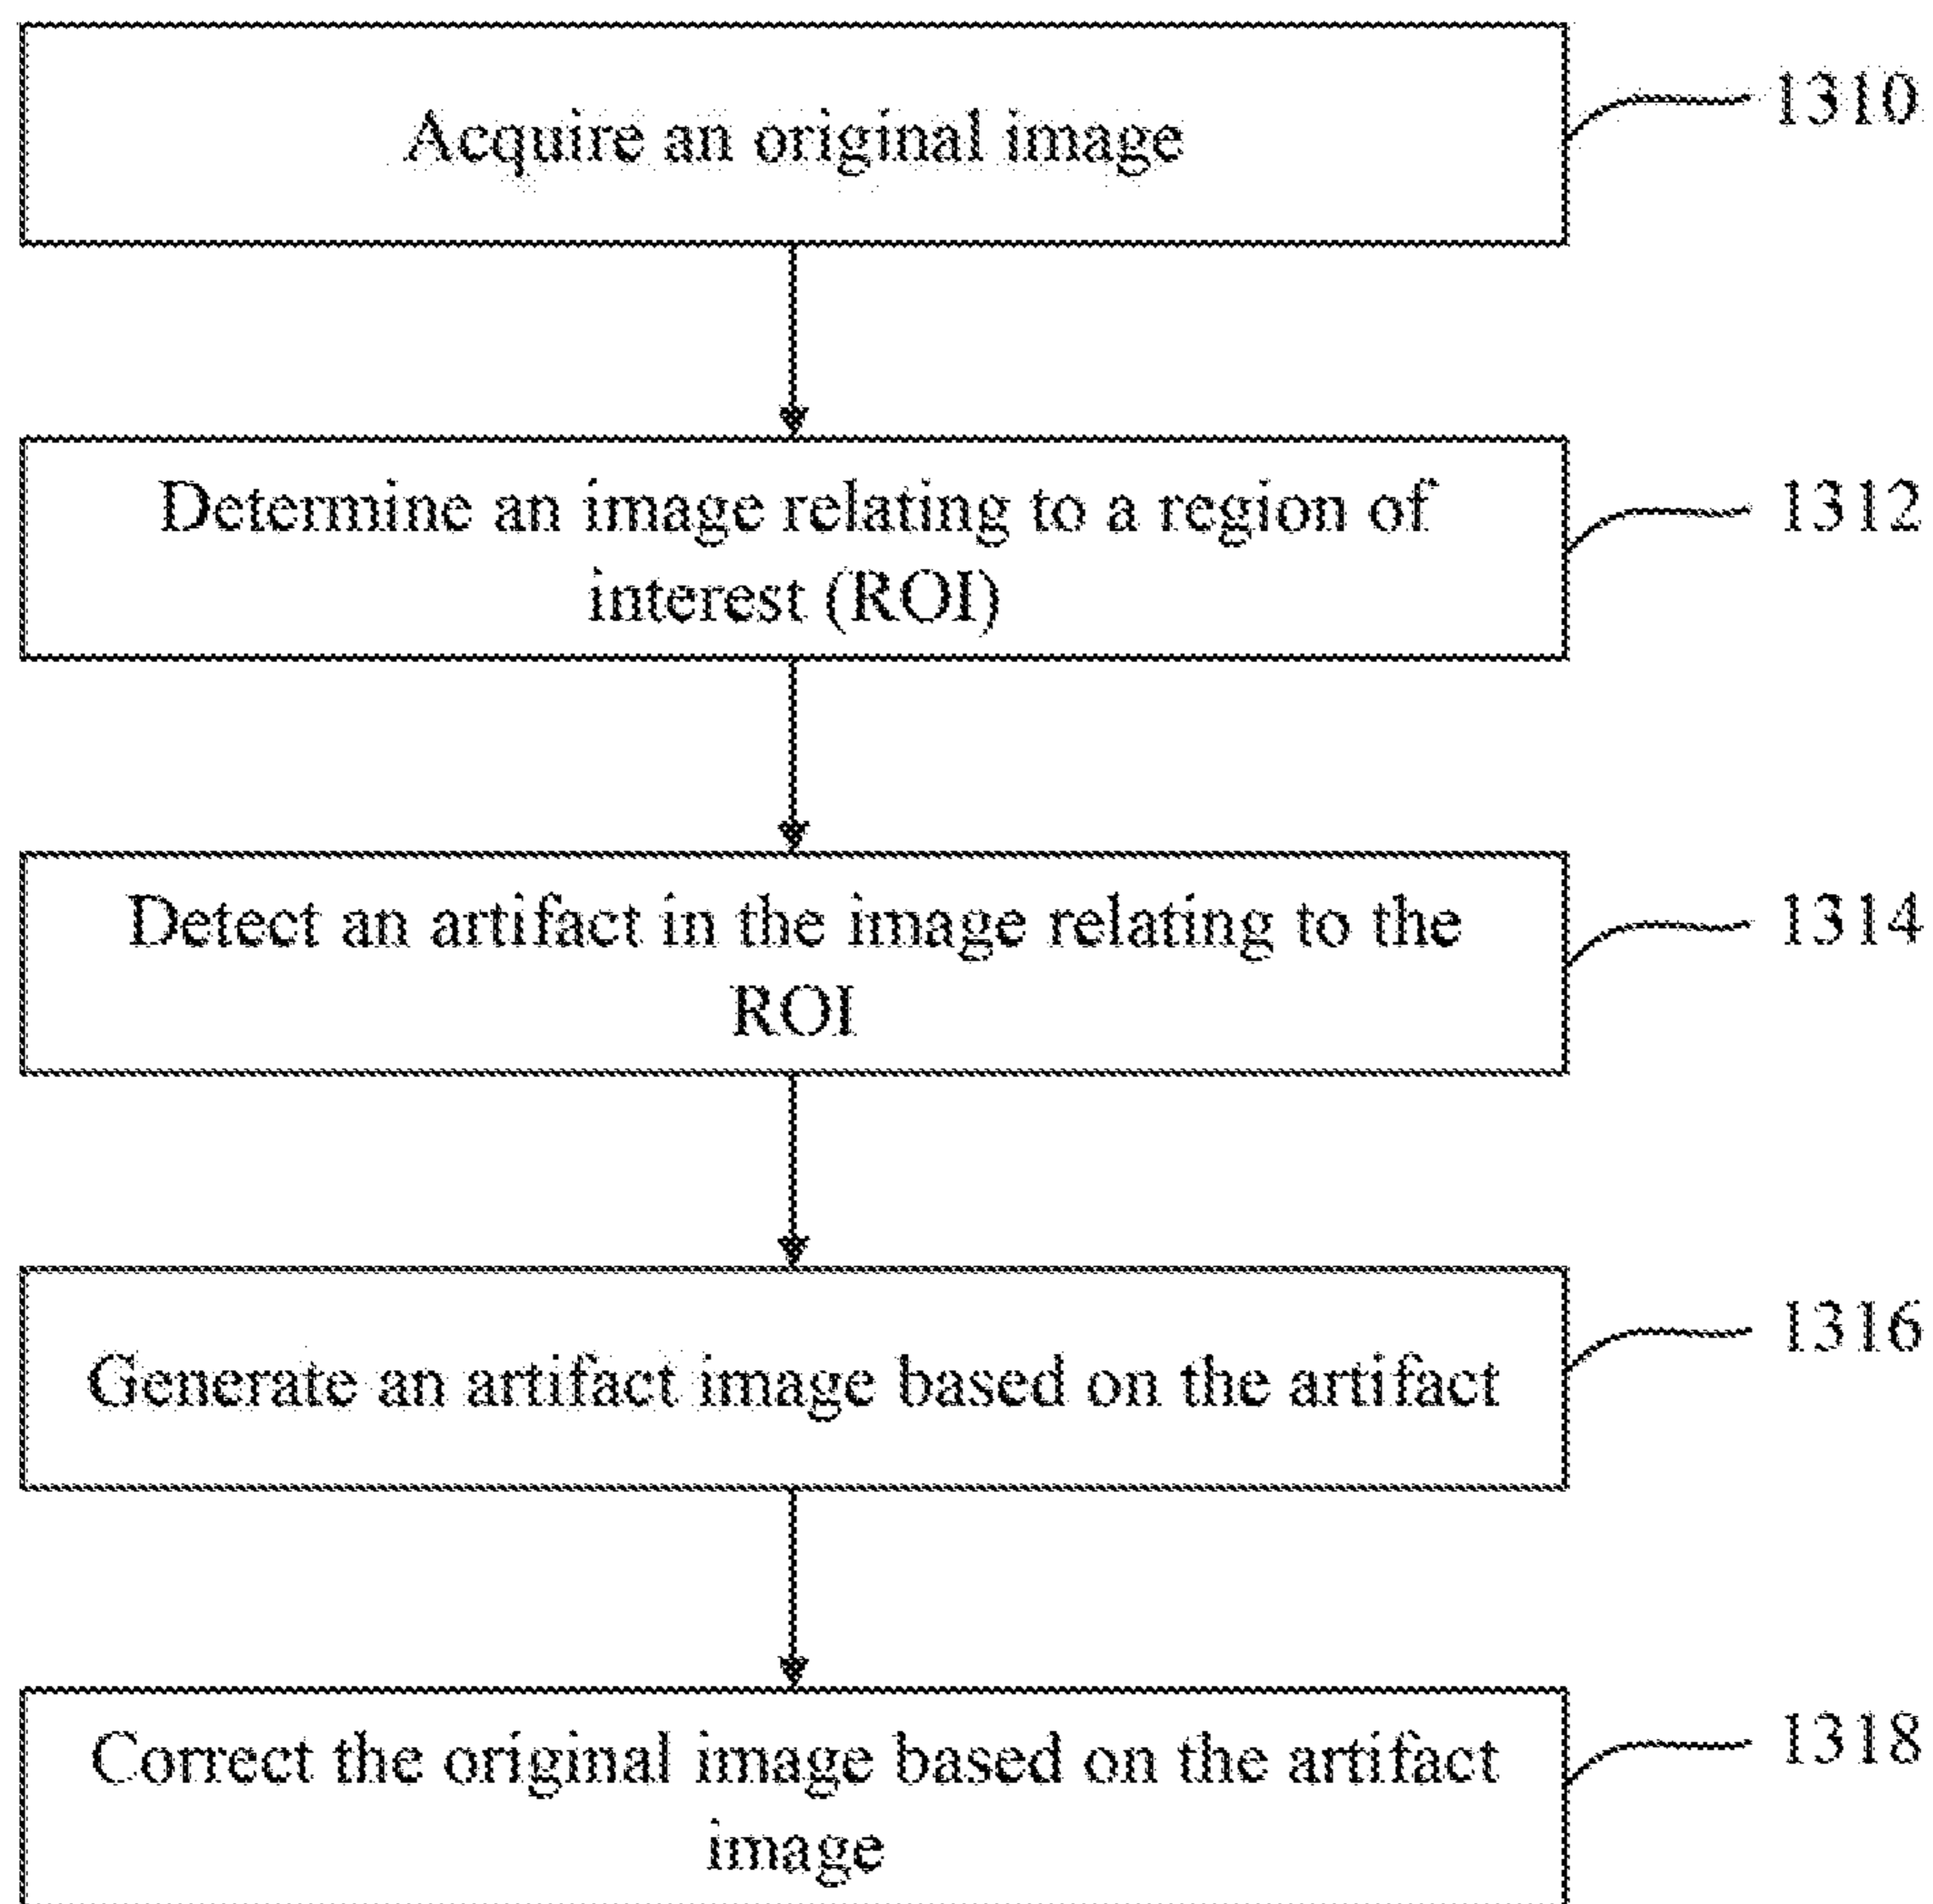 Acquire an original image
1310
Determine an image relating to a region of
interest (ROI)
1312
Detect an artifact in the image relating to the
ROI
1314
Generate an artifact image based on the artifact
1316
Correct the original image based on the artifact
image
1318